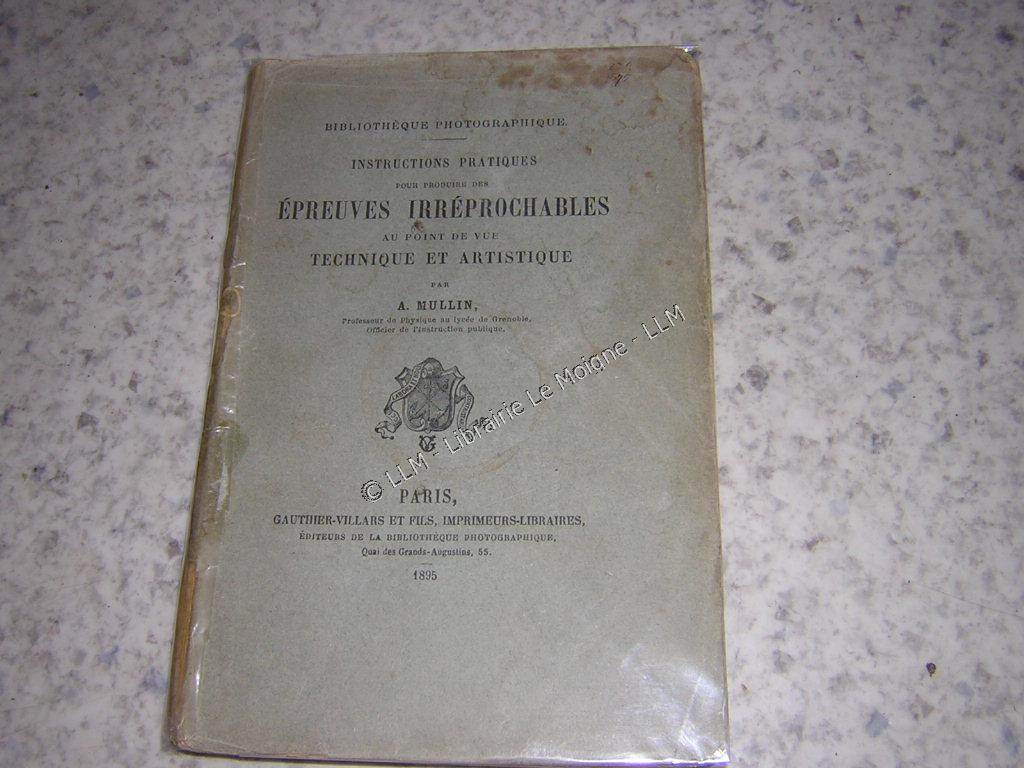 BIBLIOTHÈQUE PHOTOGRAPHIQUE.
INSTRUCTIONS PRATIQUES
POUR PRODUIRE DES
ÉPREUVES IRRÉPROCHABLES
AU POINT DE VUE
TECHNIQUE ET ARTISTIQUE
PAR
A. MULLIN,
Professeur de Physique au lycée de Grenoble,
Officier de l'Instruction publique.
© LLM - Librairie Le Moigne - LLM
PARIS,
GAUTHIER-VILLARS ET FILS, IMPRIMEURS-LIBRAIRES,
ÉDITEURS DE LA BIBLIOTHÈQUE PHOTOGRAPHIQUE,
Quai des Grands-Augustins, 55.
1895